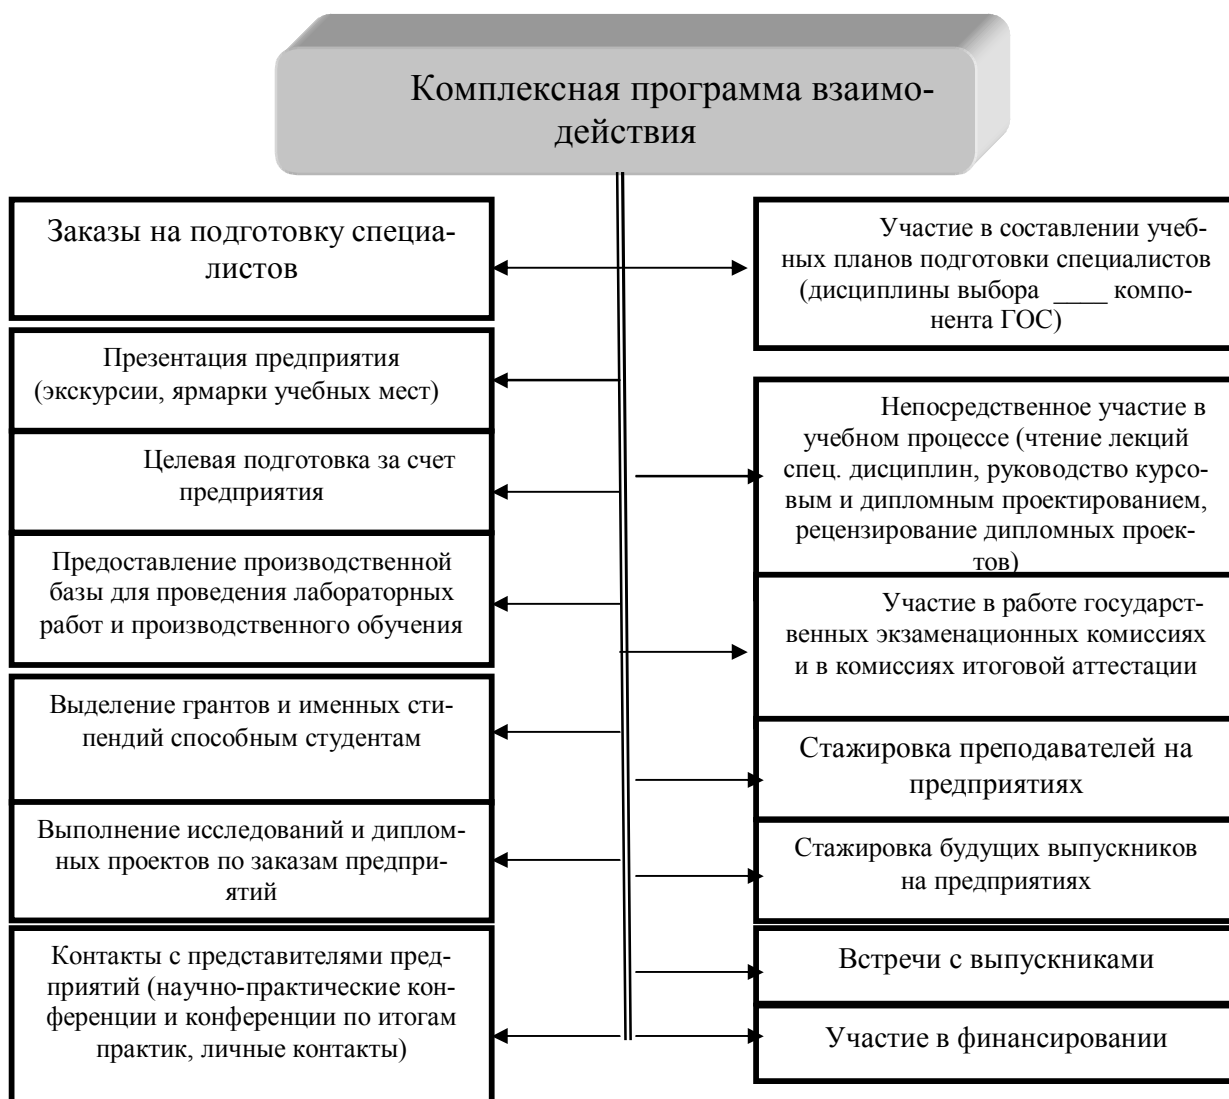 Комплексная программа взаимо-
действия
Заказы на подготовку специа-
листов
Презентация предприятия
(экскурсии, ярмарки учебных мест)
Целевая подготовка за счет
предприятия
Предоставление производственной
базы для проведения лабораторных
работ и производственного обучения
Выделение грантов и именных сти-
пендий способным студентам
Выполнение исследований и диплом-
ных проектов по заказам предпри-
ятий
Контакты с представителями пред-
приятий (научно-практические кон-
ференции и конференции по итогам
практик, личные контакты)
Участие в составлении учеб-
ных планов подготовки специалистов
(дисциплины выбора ____ компо-
нента ГОС)
Непосредственное участие в
учебном процессе (чтение лекций
спец. дисциплин, руководство курсо-
вым и дипломным проектированием,
рецензирование дипломных проек-
тов)
Участие в работе государст-
венных экзаменационных комиссиях
и в комиссиях итоговой аттестации
Стажировка преподавателей на
предприятиях
Стажировка будущих выпускников
на предприятиях
Встречи с выпускниками
Участие в финансировании